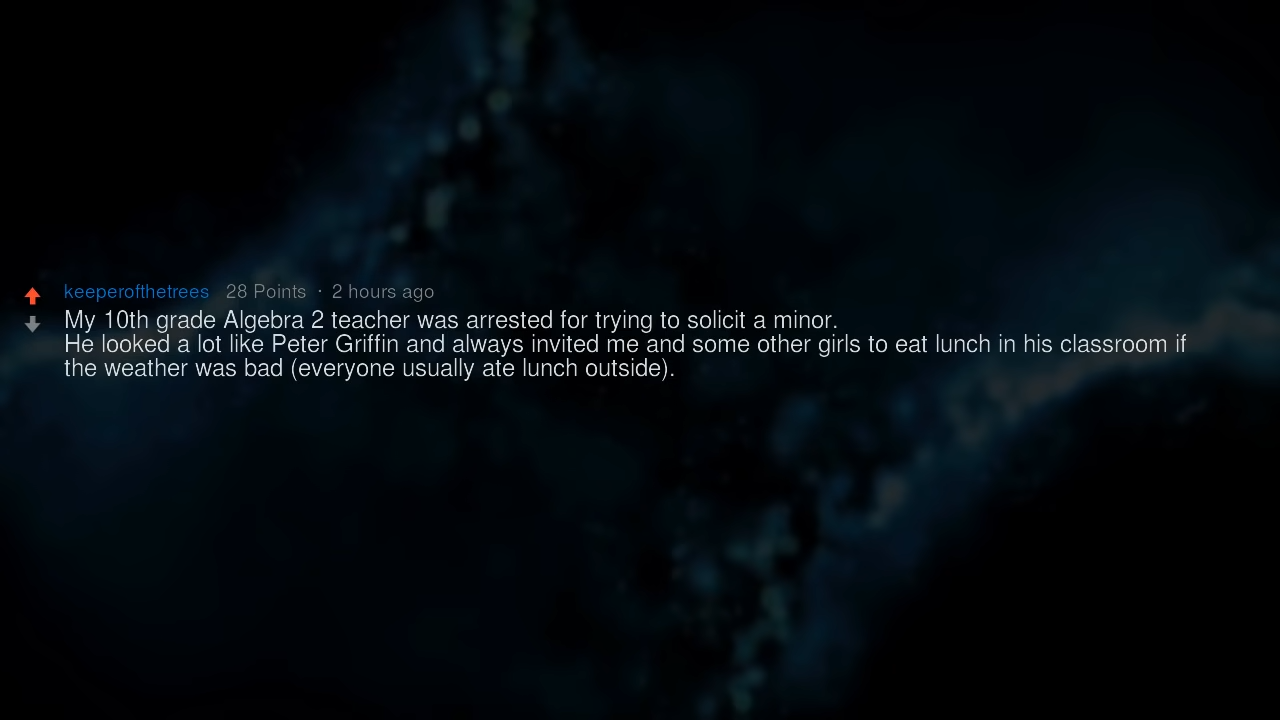 keeperofthetrees 28 Points · 2 hours ago
My 10th grade Algebra 2 teacher was arrested for trying to solicit a minor.
He looked a lot like Peter Griffin and always invited me and some other girls to eat lunch in his classroom if
the weather was bad (everyone usually ate lunch outside).